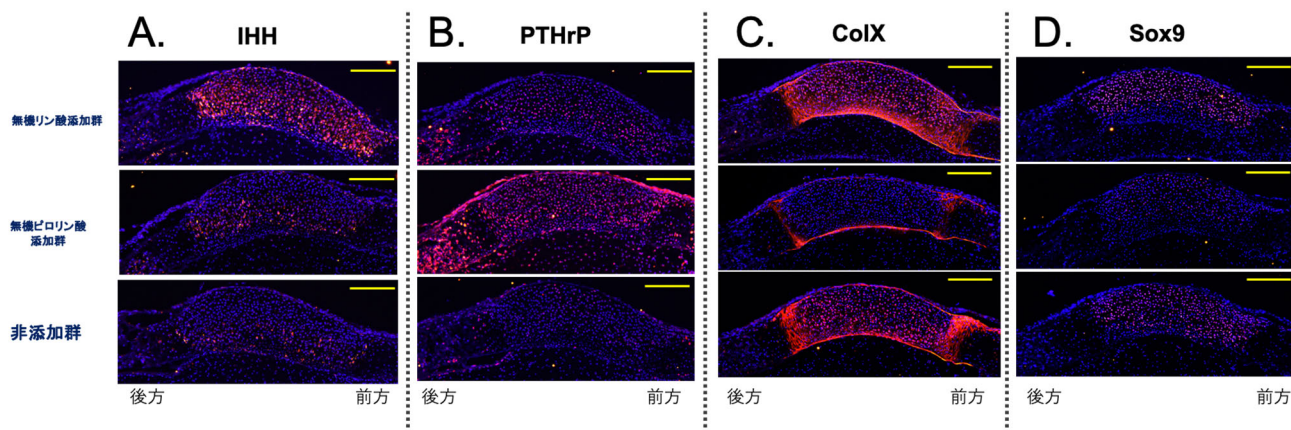 A. IHH
B. PTHrP
C. ColX
D. Sox9
無機リン酸添加群
無機ピロリン酸
添加群
非添加群
後方 前方
後方 前方
後方 前方
後方 前方